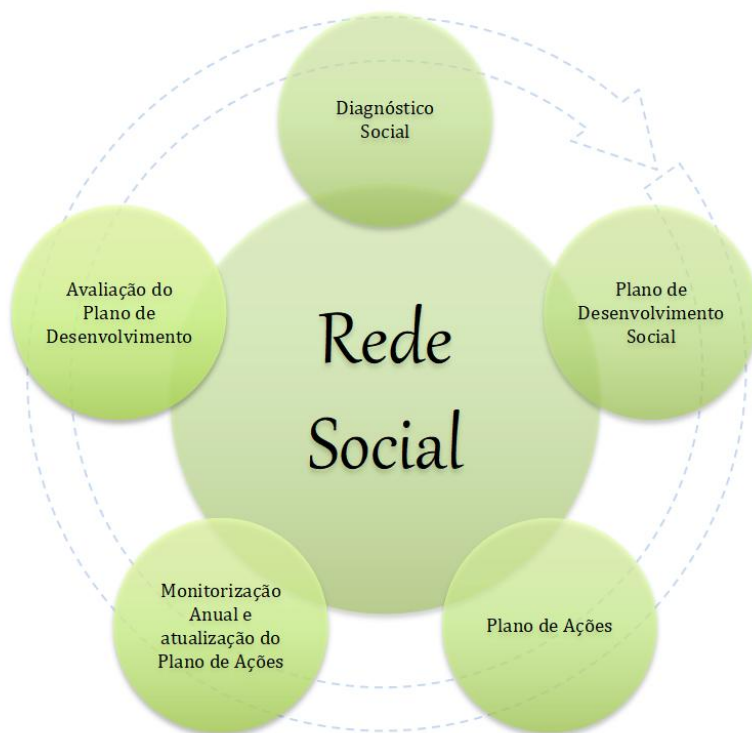 Diagnóstico
Social
Plano de
Desenvolvimento
Social
Plano de Ações
Monitorização
Anual e
atualização do
Plano de Ações
Avaliação do
Plano de
Desenvolvimento
Rede
Social